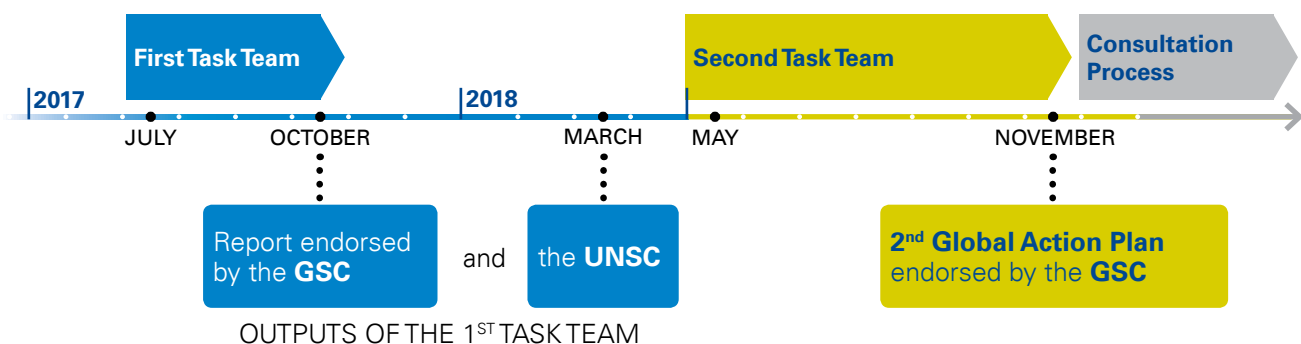 First Task Team
Second Task Team
Consultation
Process
2017
2018
JULY
OCTOBER
MARCH
MAY
NOVEMBER
Report endorsed
by the GSC
and
the UNSC
2nd Global Action Plan
endorsed by the GSC
OUTPUTS OF THE 1ST TASK TEAM